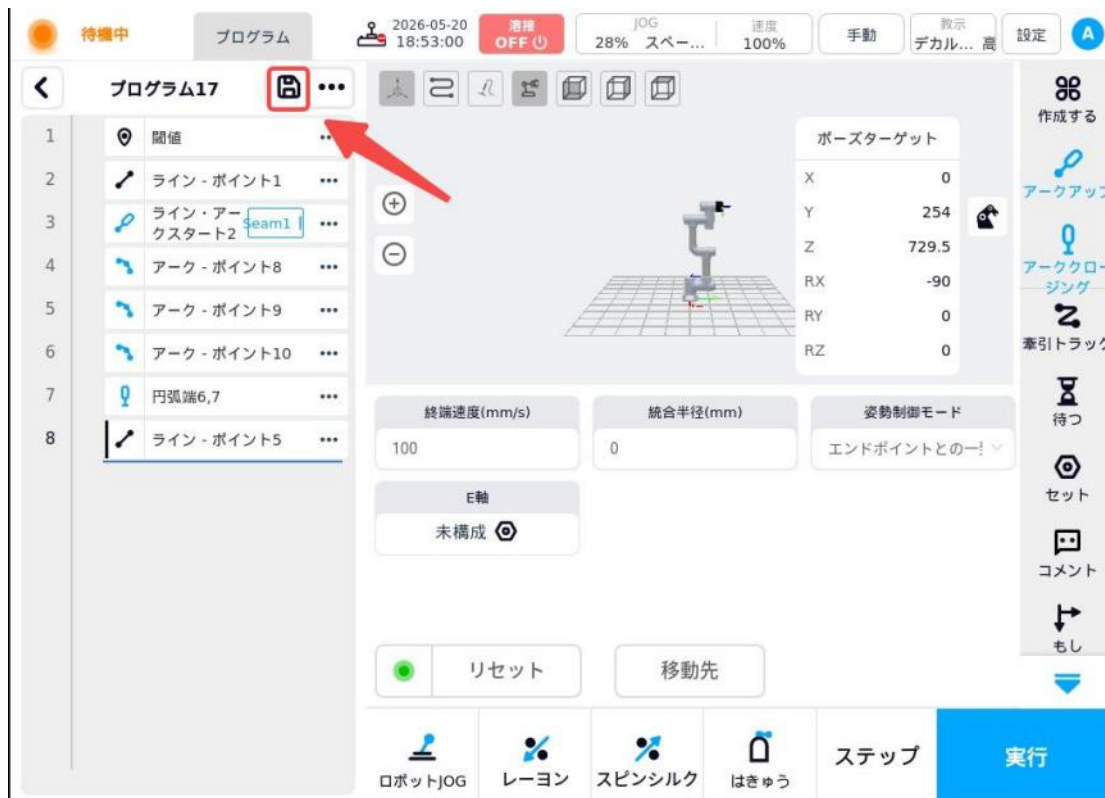 待機中
プログラム
2026-05-20
18:53:00
溶接
OFF
JOG
28% スペー...
速度
100%
手動
教示
デカル... 高
設定
A
プログラム17
•••
1 閾値
2 ライン - ポイント1 •••
3 ライン・アー
クスタート2 Seam1 •••
4 アーク - ポイント8 •••
5 アーク - ポイント9 •••
6 アーク - ポイント10 •••
7 円弧端6,7 •••
8 ライン - ポイント5 •••
ポーズターゲット
X 0
Y 254
Z 729.5
RX -90
RY 0
RZ 0
終端速度(mm/s)
100
統合半径(mm)
0
姿勢制御モード
エンドポイントとの一
E軸
未構成
リセット
移動先
ロボットJOG
レーヨン
スピンシルク
はきゅう
ステップ
実行
作成する
アークアップ
アーククロー
ジング
牽引トラック
待つ
セット
コメント
もし